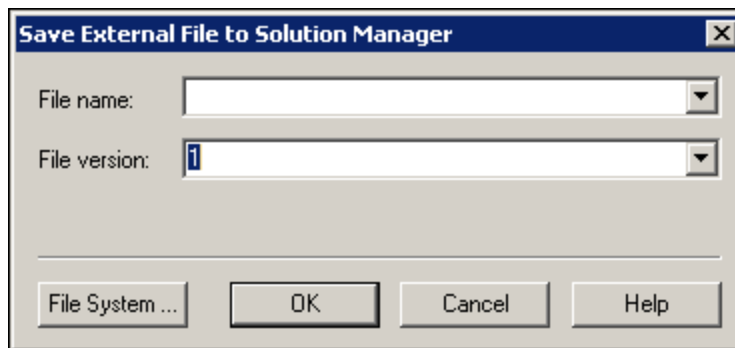 Save External File to Solution Manager
File name:
File version: 1
File System ... OK Cancel Help